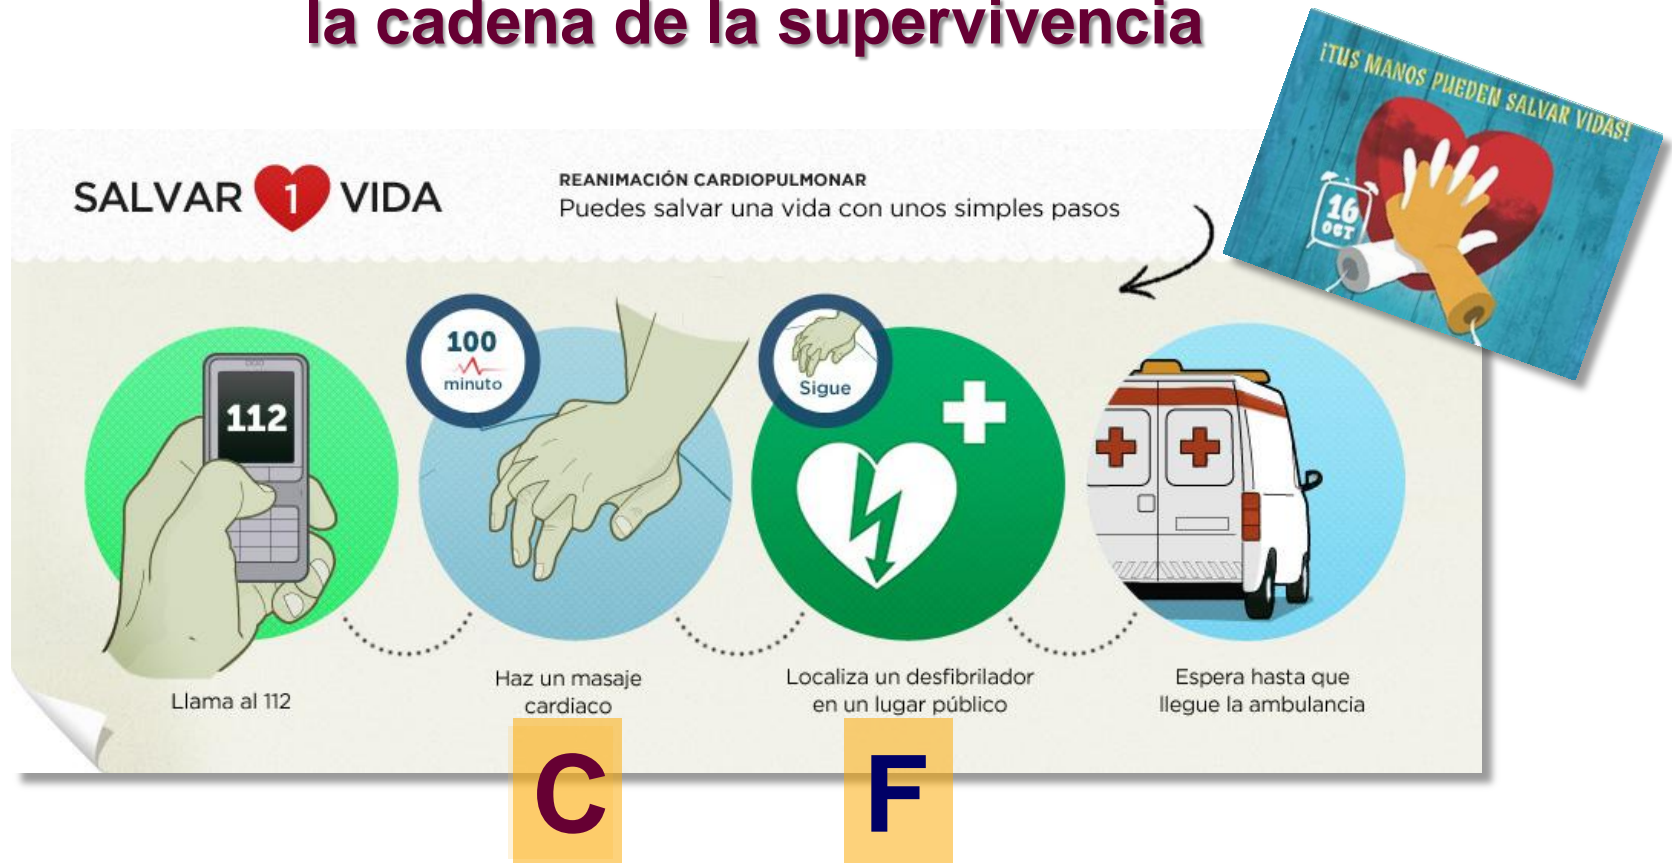 la cadena de la supervivencia
¡TUS MANOS PUEDEN SALVAR VIDAS!
16
OCT
SALVAR 1 VIDA
REANIMACIÓN CARDIOPULMONAR
Puedes salvar una vida con unos simples pasos
112
100
minuto
Sigue
Llama al 112
Haz un masaje
cardiaco
Localiza un desfibrilador
en un lugar público
Espera hasta que
llegue la ambulancia
C
F